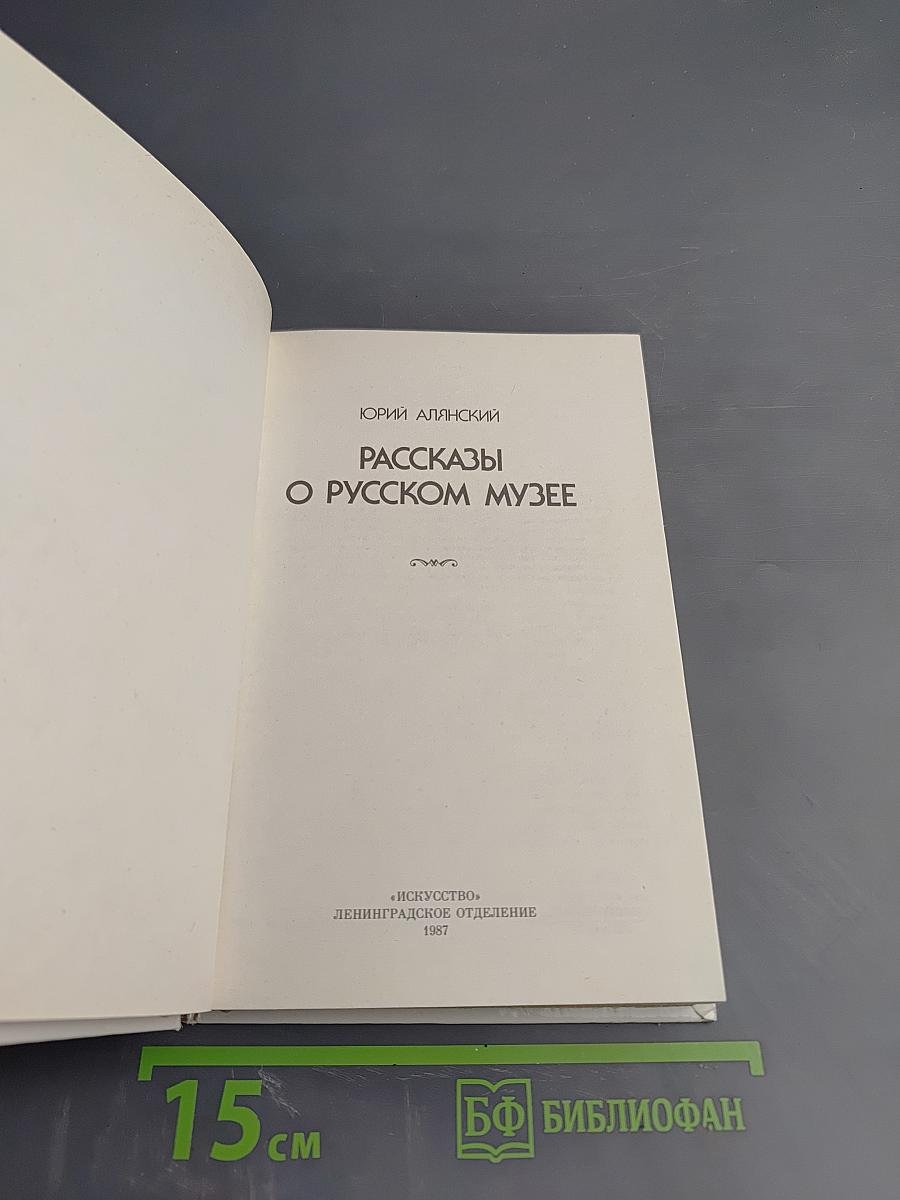 ЮРИЙ АЛЯНСКИЙ
РАССКАЗЫ
О РУССКОМ МУЗЕЕ
«ИСКУССТВО»
ЛЕНИНГРАДСКОЕ ОТДЕЛЕНИЕ
1987
15 см
БФ БИБЛИОФАН